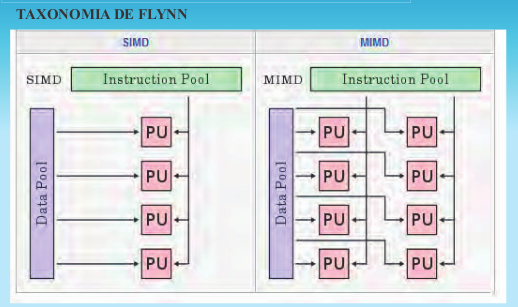 TAXONOMIA DE FLYNN
SIMD
SIMD Instruction Pool
Data Pool
PU
PU
PU
PU
MIMD
MIMD Instruction Pool
Data Pool
PU PU
PU PU
PU PU
PU PU